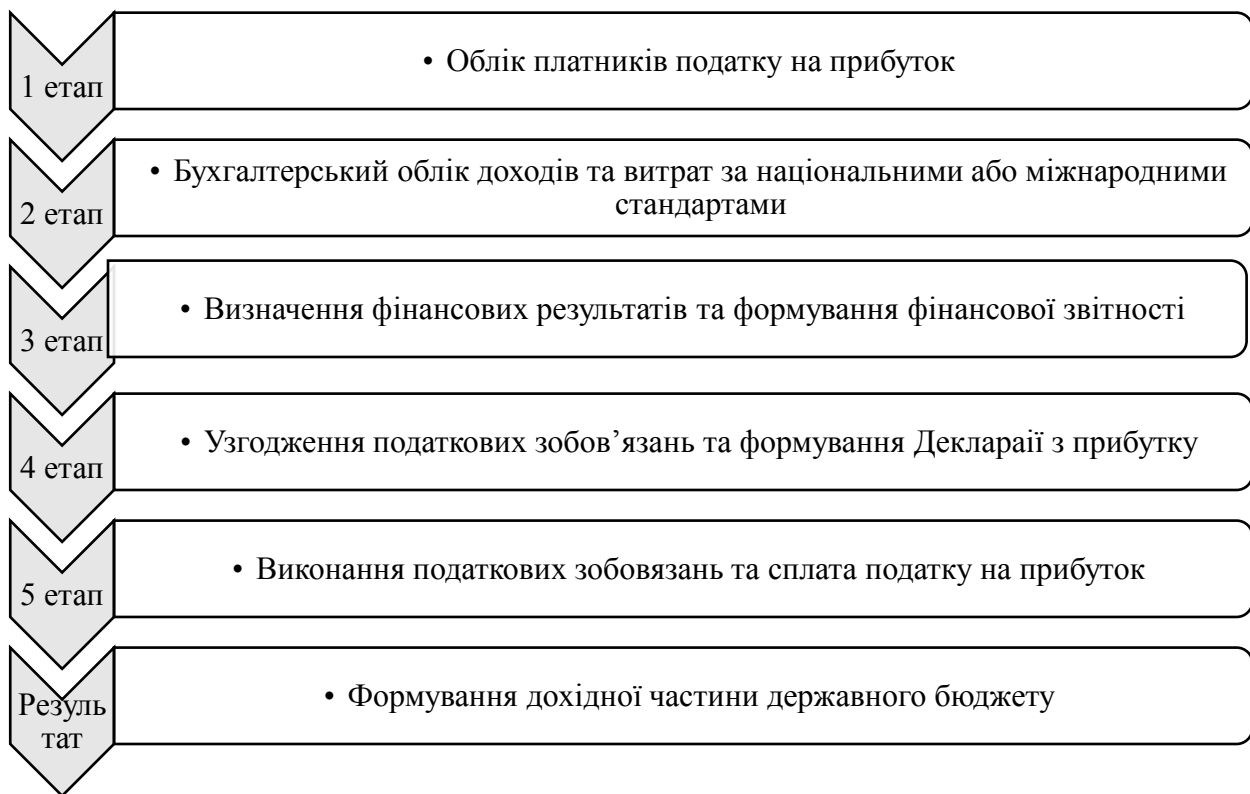 1 етап
• Облік платників податку на прибуток
2 етап
• Бухгалтерський облік доходів та витрат за національними або міжнародними
стандартами
3 етап
• Визначення фінансових результатів та формування фінансової звітності
4 етап
• Узгодження податкових зобов’язань та формування Деклараії з прибутку
5 етап
• Виконання податкових зобовязань та сплата податку на прибуток
Резуль
тат
• Формування дохідної частини державного бюджету